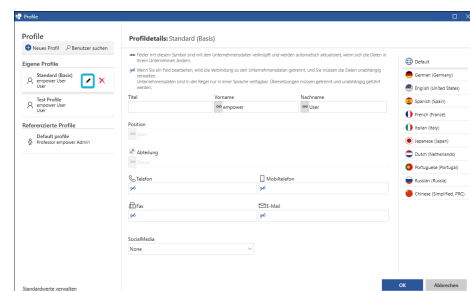 Profile
Profile
Neues Profil
Benutzer suchen
Eigene Profile
Standard (Basis)
empower User
User
Test Profile
empower User
User
Referenzierte Profile
Default profile
Professor empower Admin
Standardwerte verwalten
Profildetails: Standard (Basis)
Felder mit diesem Symbol sind mit den Unternehmensdaten verknüpft und werden automatisch aktualisiert, wenn sich die Daten in
Ihrem Unternehmen ändern.
Wenn Sie ein Feld bearbeiten, wird die Verbindung zu den Unternehmensdaten getrennt, und Sie müssen die Daten unabhängig
verwalten.
Unternehmensdaten sind in der Regel nur in einer Sprache verfügbar. Übersetzungen müssen getrennt und unabhängig geführt
werden.
Titel
Vorname
Nachname
empower
User
Position
Abteilung
Telefon
Mobiltelefon
Fax
E-Mail
SocialMedia
None
Default
German (Germany)
English (United States)
Spanish (Spain)
French (France)
Italian (Italy)
Japanese (Japan)
Dutch (Netherlands)
Portuguese (Portugal)
Russian (Russia)
Chinese (Simplified, PRC)
OK
Abbrechen